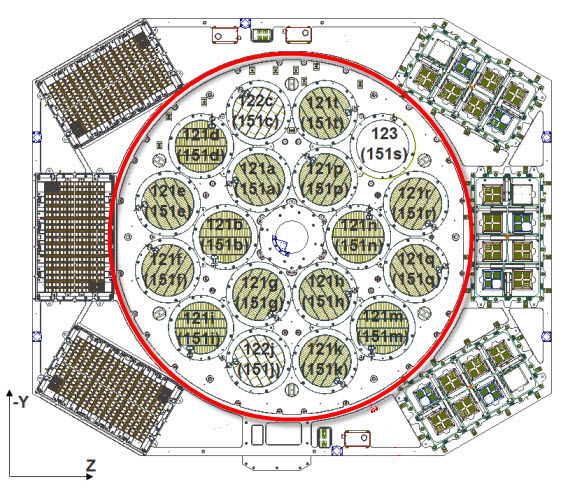 122c
(151c)
121t
(151t)
121d
(151d)
123
(151s)
121a
(151a)
121p
(151p)
121e
(151e)
121r
(151r)
121b
(151b)
121n
(151n)
121f
(151f)
121q
(151q)
121g
(151g)
121h
(151h)
121i
(151i)
121m
(151m)
122j
(151j)
121k
(151k)
-Y
Z